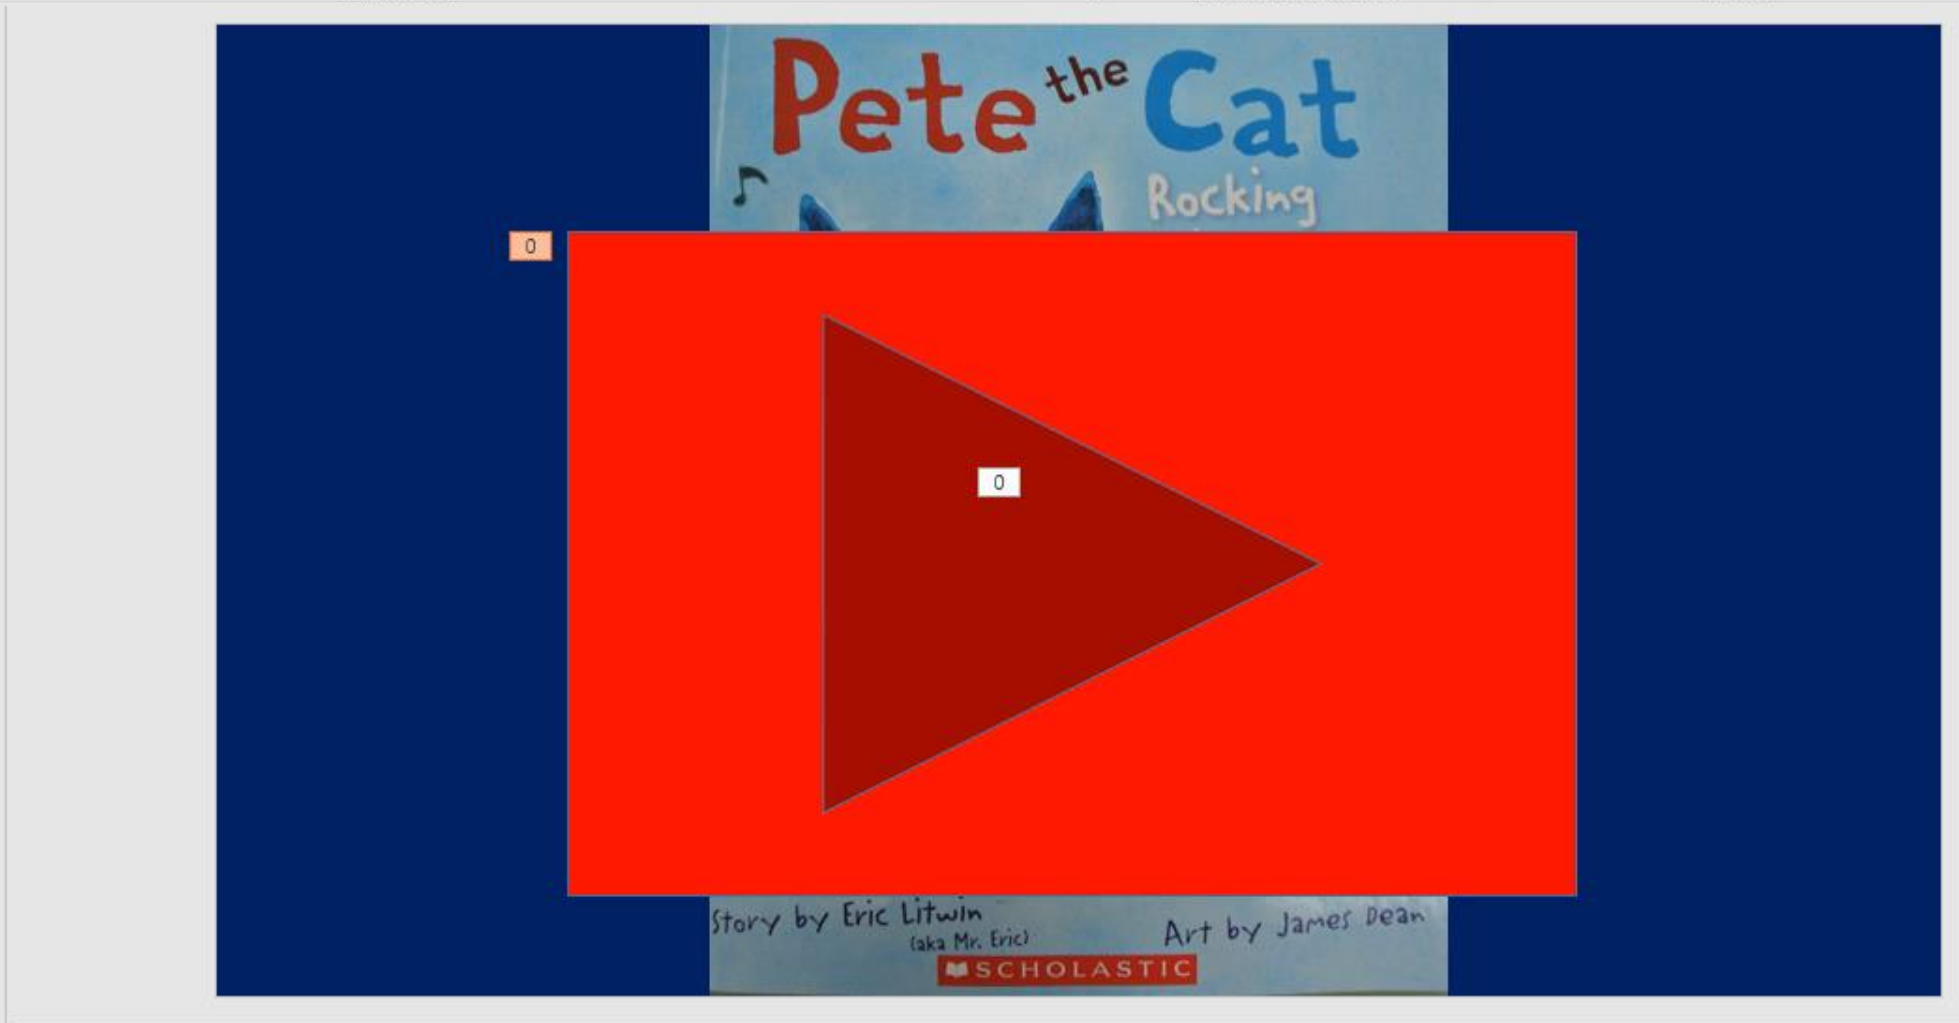 Pete the Cat
Rocking
0
0
Story by Eric Litwin
(aka Mr. Eric)
Art by James Dean
SCHOLASTIC